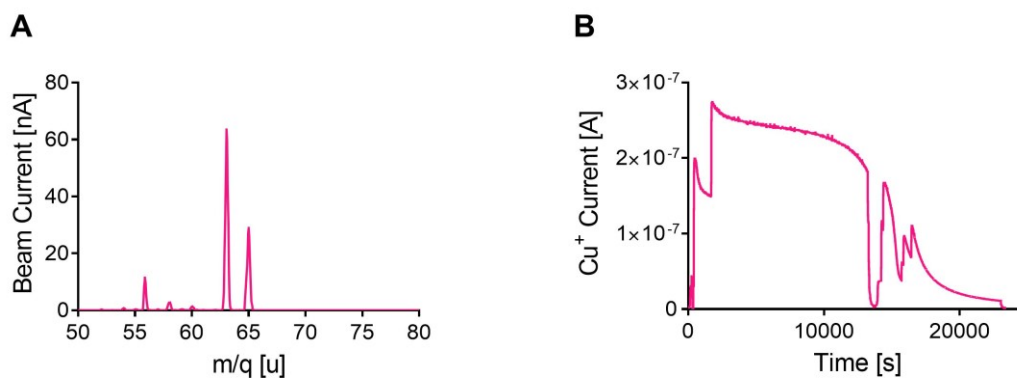 A
Beam Current [nA]
80
60
40
20
0
50 55 60 65 70 75 80
m/q [u]
B
Cu⁺ Current [A]
3×10⁻⁷
2×10⁻⁷
1×10⁻⁷
0
0 10000 20000
Time [s]